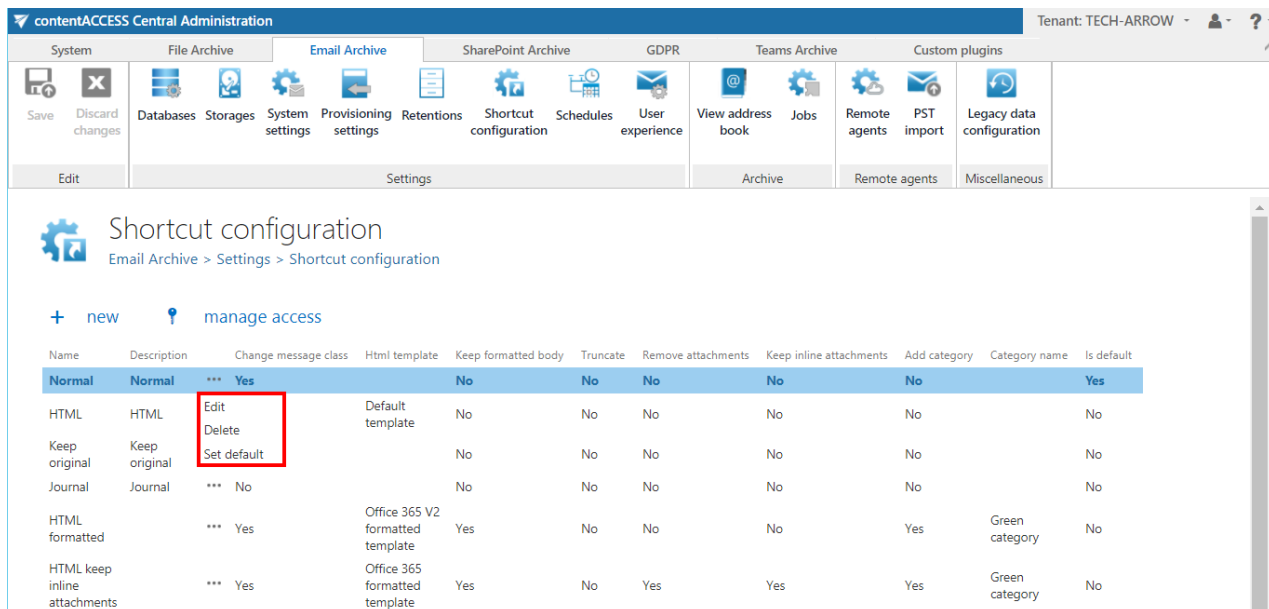 contentACCESS Central Administration
Tenant: TECH-ARROW
?
System File Archive Email Archive SharePoint Archive GDPR Teams Archive Custom plugins
Save Discard changes Databases Storages System settings Provisioning settings Retentions Shortcut configuration Schedules User experience View address book Jobs Remote agents PST import Legacy data configuration
Edit Settings Archive Remote agents Miscellaneous
Shortcut configuration
Email Archive > Settings > Shortcut configuration
+ new manage access
Name Description Change message class Html template Keep formatted body Truncate Remove attachments Keep inline attachments Add category Category name Is default
Normal Normal ••• Yes No No No No No Yes
HTML HTML Edit Default template No No No No No No
Delete
Keep original Keep original Set default No No No No No No
Journal Journal ••• No No No No No No No
HTML formatted ••• Yes Office 365 V2 formatted template Yes No No No Yes Green category No
HTML keep inline attachments ••• Yes Office 365 formatted template Yes No Yes Yes Yes Green category No